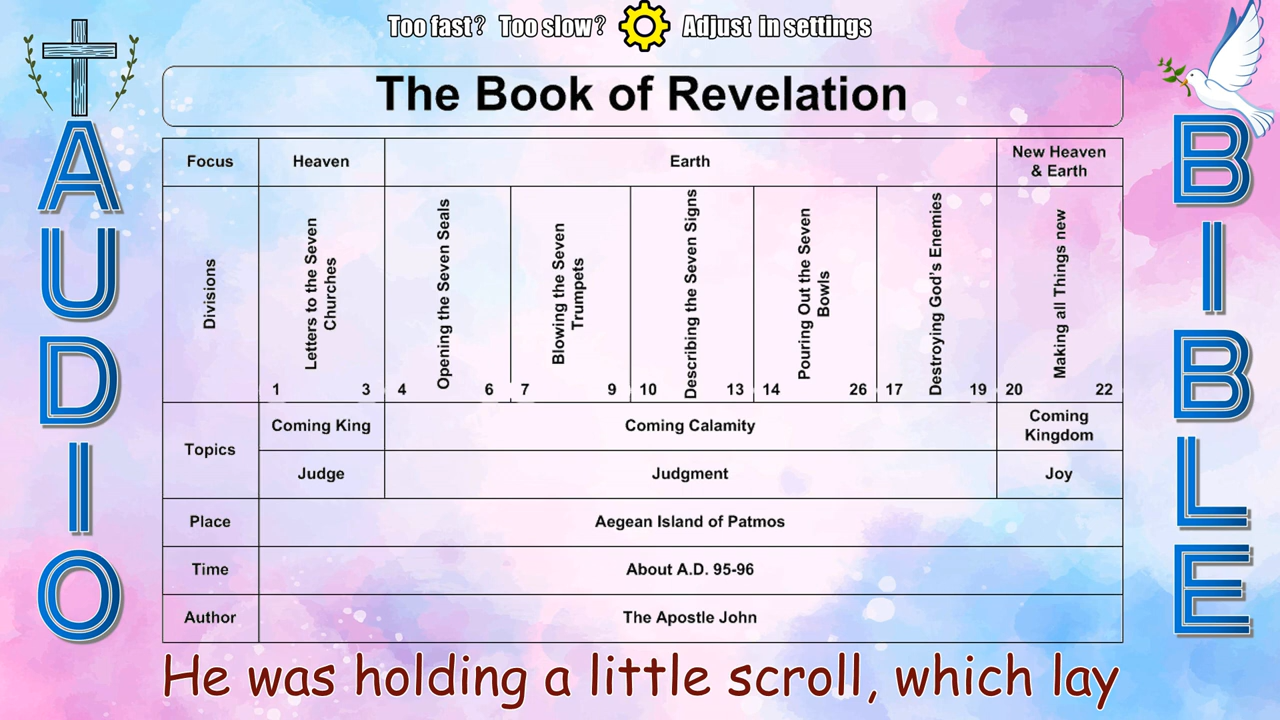 Too fast? Too slow? Adjust in settings
AUDIO
BIBLE
The Book of Revelation
Focus
Heaven
Earth
New Heaven
& Earth
Divisions
Letters to the Seven
Churches
1 3
Opening the Seven Seals
4 6
Blowing the Seven
Trumpets
7 9
Describing the Seven Signs
10 13
Pouring Out the Seven
Bowls
14 26
Destroying God's Enemies
17 19
Making all Things new
20 22
Topics
Coming King
Coming Calamity
Coming
Kingdom
Judge
Judgment
Joy
Place
Aegean Island of Patmos
Time
About A.D. 95-96
Author
The Apostle John
He was holding a little scroll, which lay